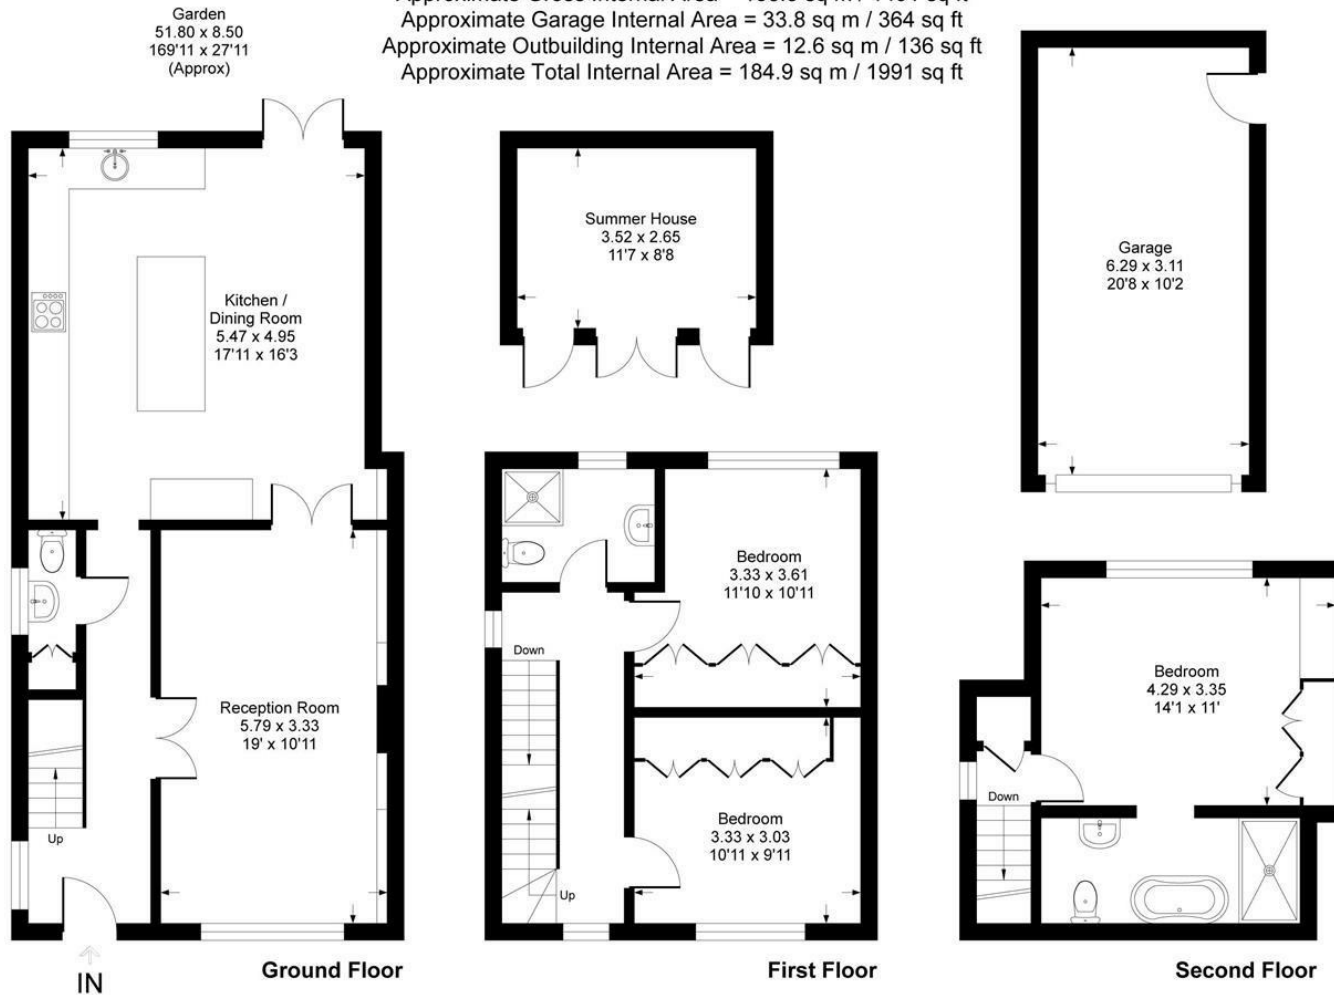 Garden
51.80 x 8.50
169'11 x 27'11
(Approx)
Approximate Garage Internal Area = 33.8 sq m / 364 sq ft
Approximate Outbuilding Internal Area = 12.6 sq m / 136 sq ft
Approximate Total Internal Area = 184.9 sq m / 1991 sq ft
Kitchen /
Dining Room
5.47 x 4.95
17'11 x 16'3
Summer House
3.52 x 2.65
11'7 x 8'8
Garage
6.29 x 3.11
20'8 x 10'2
Reception Room
5.79 x 3.33
19' x 10'11
Up
IN
Ground Floor
Bedroom
3.33 x 3.61
11'10 x 10'11
Down
Bedroom
3.33 x 3.03
10'11 x 9'11
Up
First Floor
Bedroom
4.29 x 3.35
14'1 x 11'
Down
Second Floor